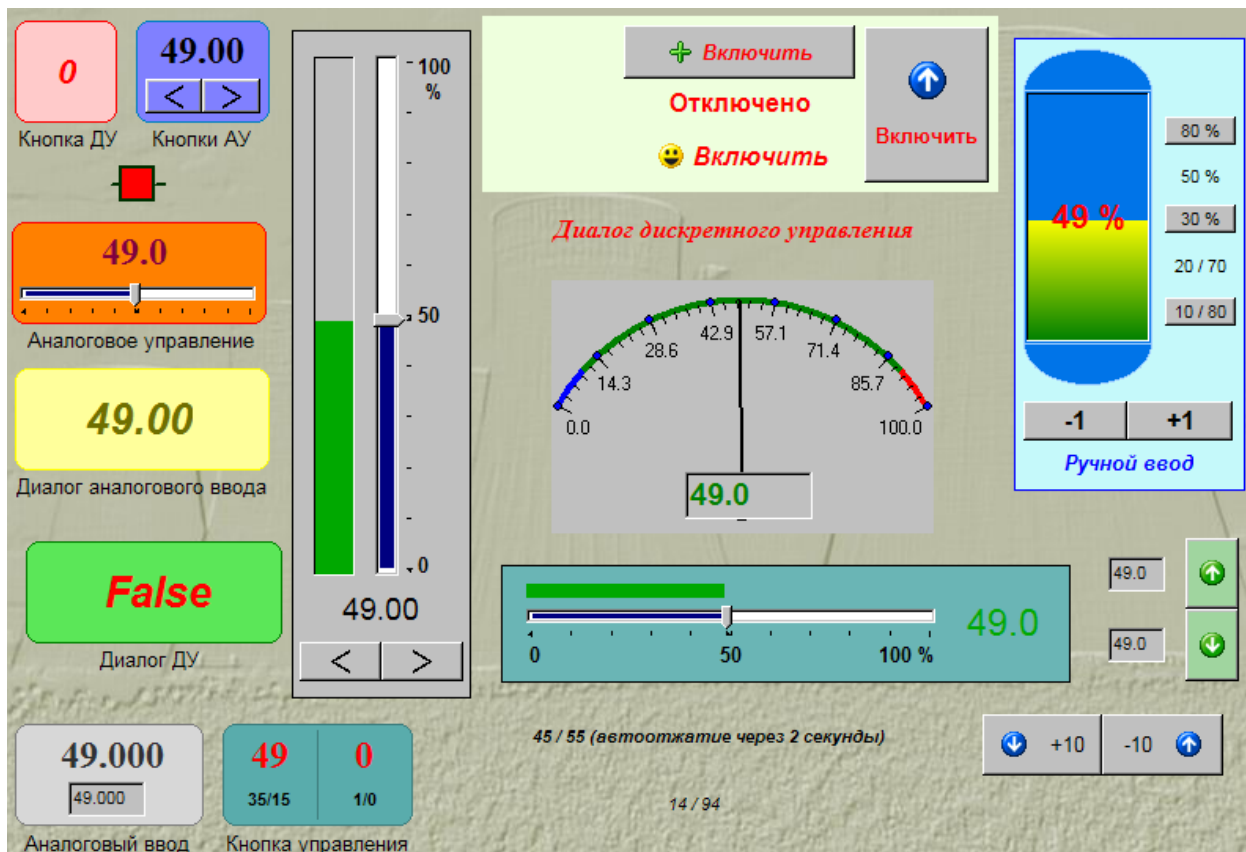 0
Кнопка ДУ
49.00
<
>
Кнопки АУ
49.0
Аналоговое управление
49.00
Диалог аналогового ввода
False
Диалог ДУ
49.000
49.000
Аналоговый ввод
49
0
35/15
1/0
Кнопка управления
100
%
50
0
49.00
<
>
Включить
Отключено
Включить
Включить
Диалог дискретного управления
0.0
14.3
28.6
42.9
57.1
71.4
85.7
100.0
49.0
0
50
100 %
49.0
45 / 55 (автоотжатие через 2 секунды)
14 / 94
49 %
80 %
50 %
30 %
20 / 70
10 / 80
-1
+1
Ручной ввод
49.0
49.0
+10
-10